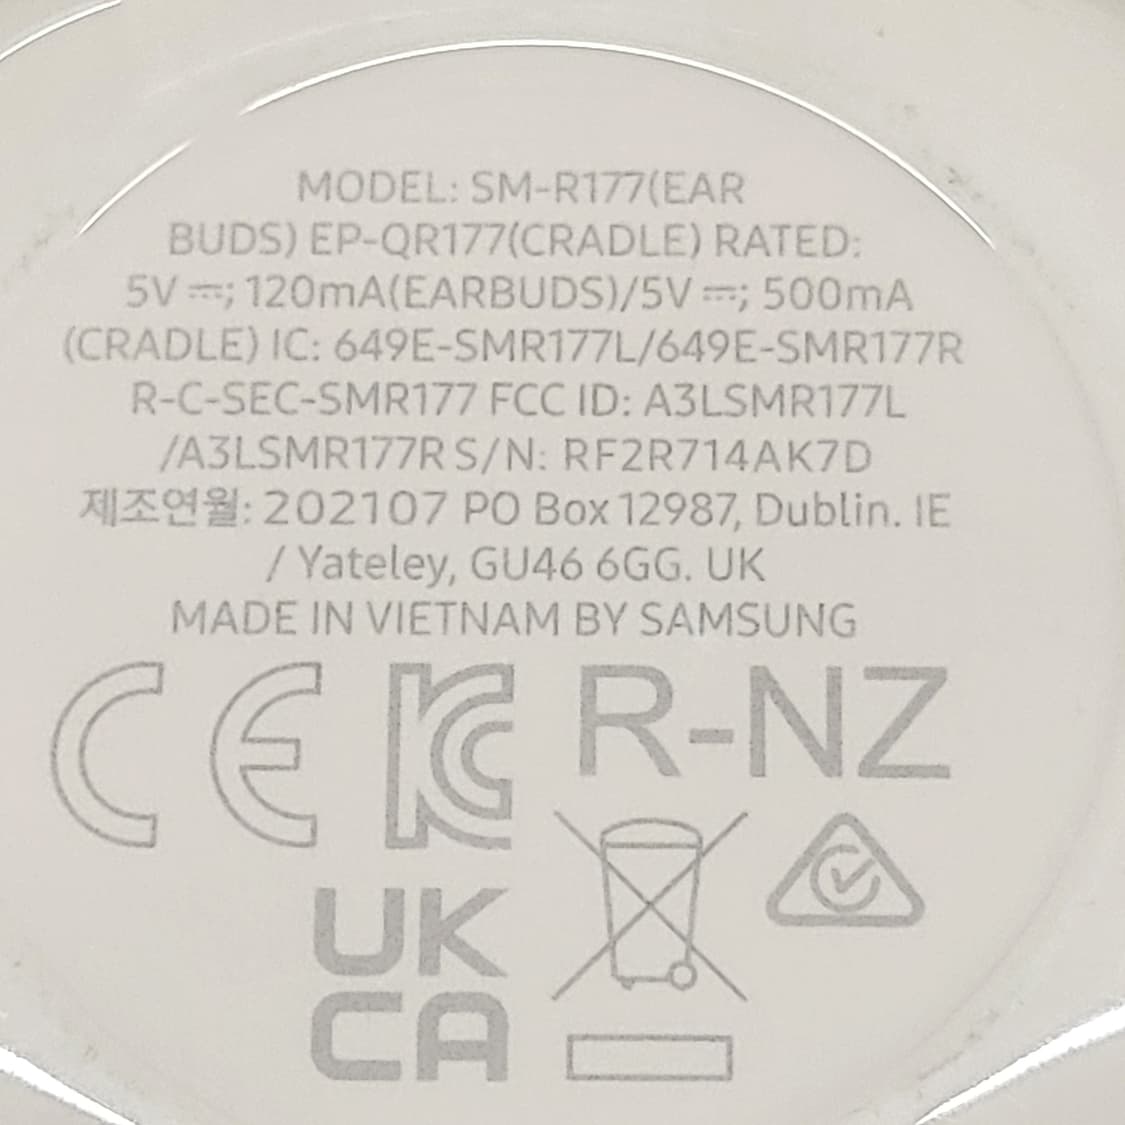 MODEL: SM-R177(EAR
BUDS) EP-QR177(CRADLE) RATED:
5V ⎓; 120mA(EARBUDS)/5V ⎓; 500mA
(CRADLE) IC: 649E-SMR177L/649E-SMR177R
R-C-SEC-SMR177 FCC ID: A3LSMR177L
/A3LSMR177R S/N: RF2R714AK7D
제조연월: 202107 PO Box 12987, Dublin. IE
/ Yateley, GU46 6GG. UK
MADE IN VIETNAM BY SAMSUNG
CE KC R-NZ
UK
CA